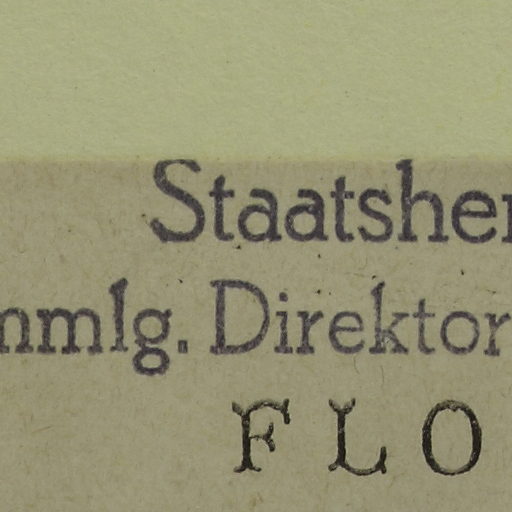 Staatsher
mmlg. Direktor
FLO